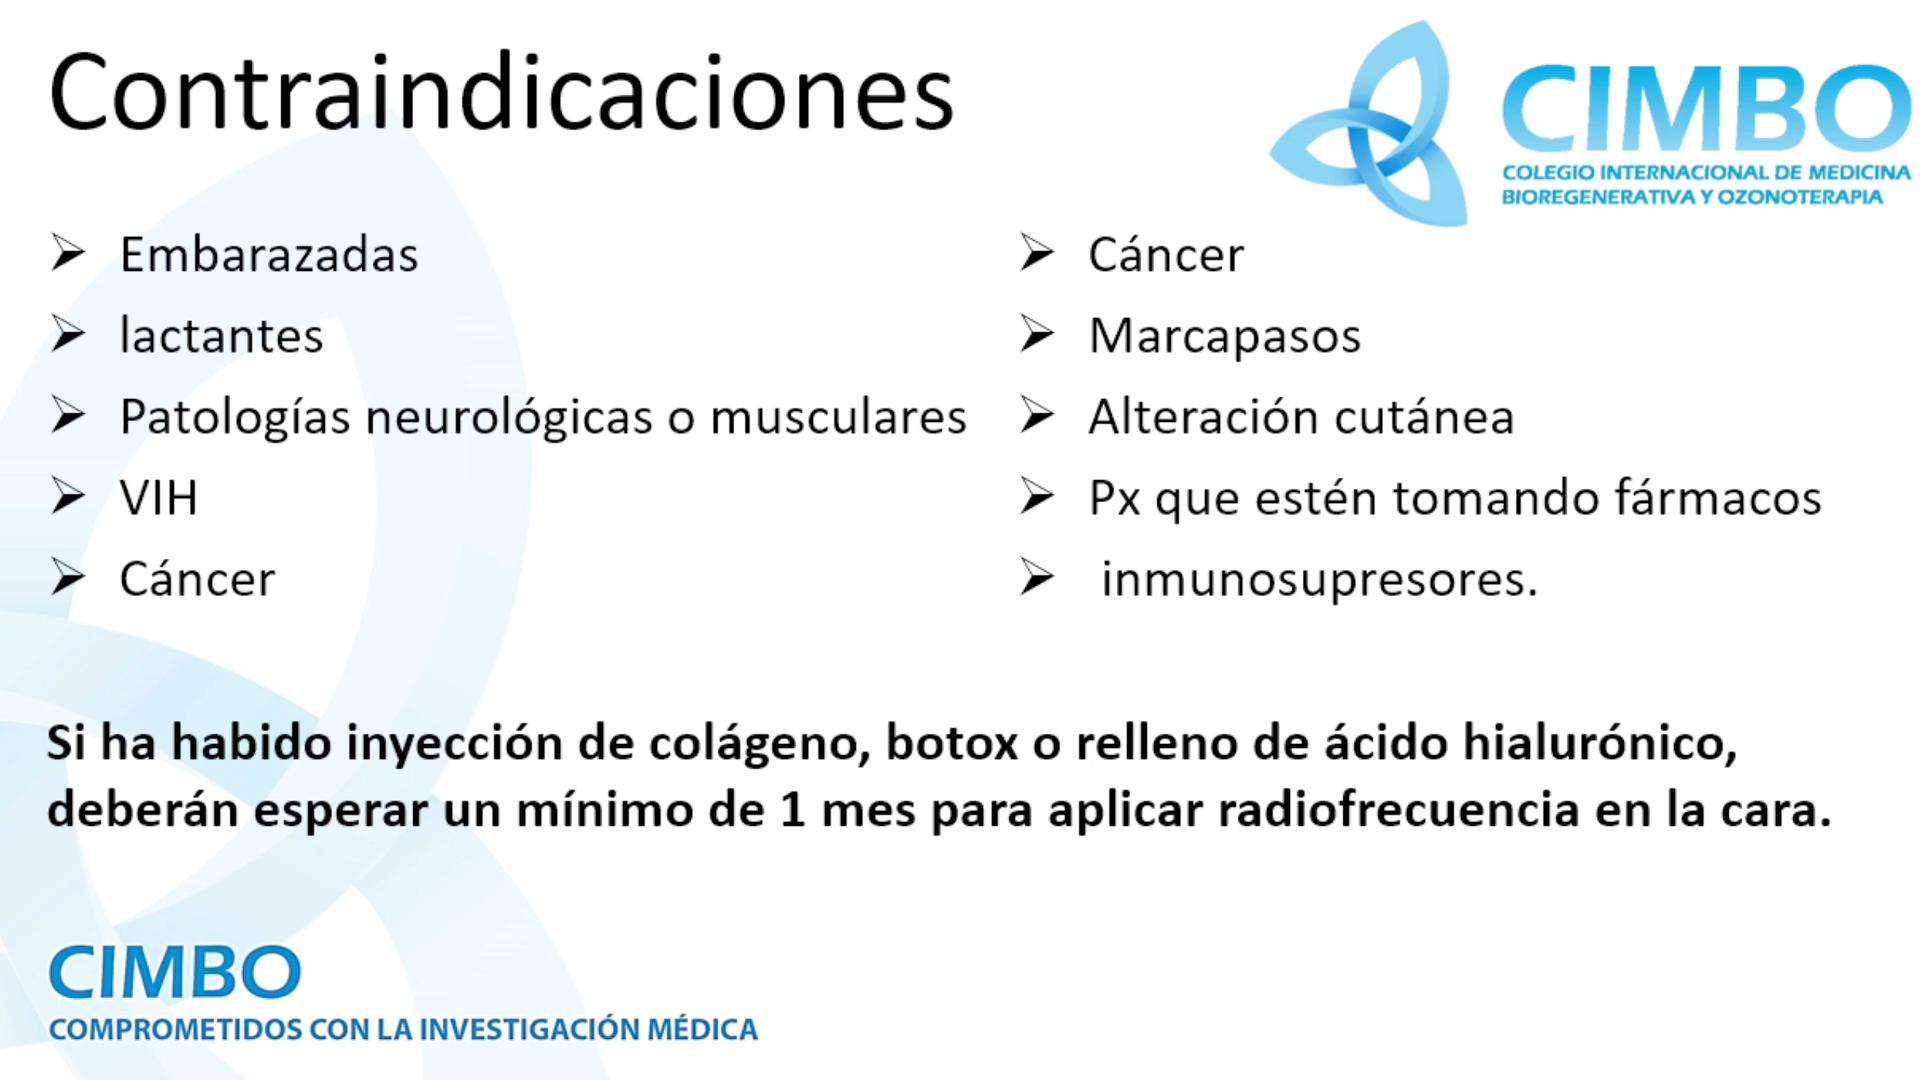 Contraindicaciones
CIMBO
COLEGIO INTERNACIONAL DE MEDICINA
BIOREGENERATIVA Y OZONOTERAPIA
Embarazadas
lactantes
Patologías neurológicas o musculares
VIH
Cáncer
Cáncer
Marcapasos
Alteración cutánea
Px que estén tomando fármacos
inmunosupresores.
Si ha habido inyección de colágeno, botox o relleno de ácido hialurónico,
deberán esperar un mínimo de 1 mes para aplicar radiofrecuencia en la cara.
CIMBO
COMPROMETIDOS CON LA INVESTIGACIÓN MÉDICA